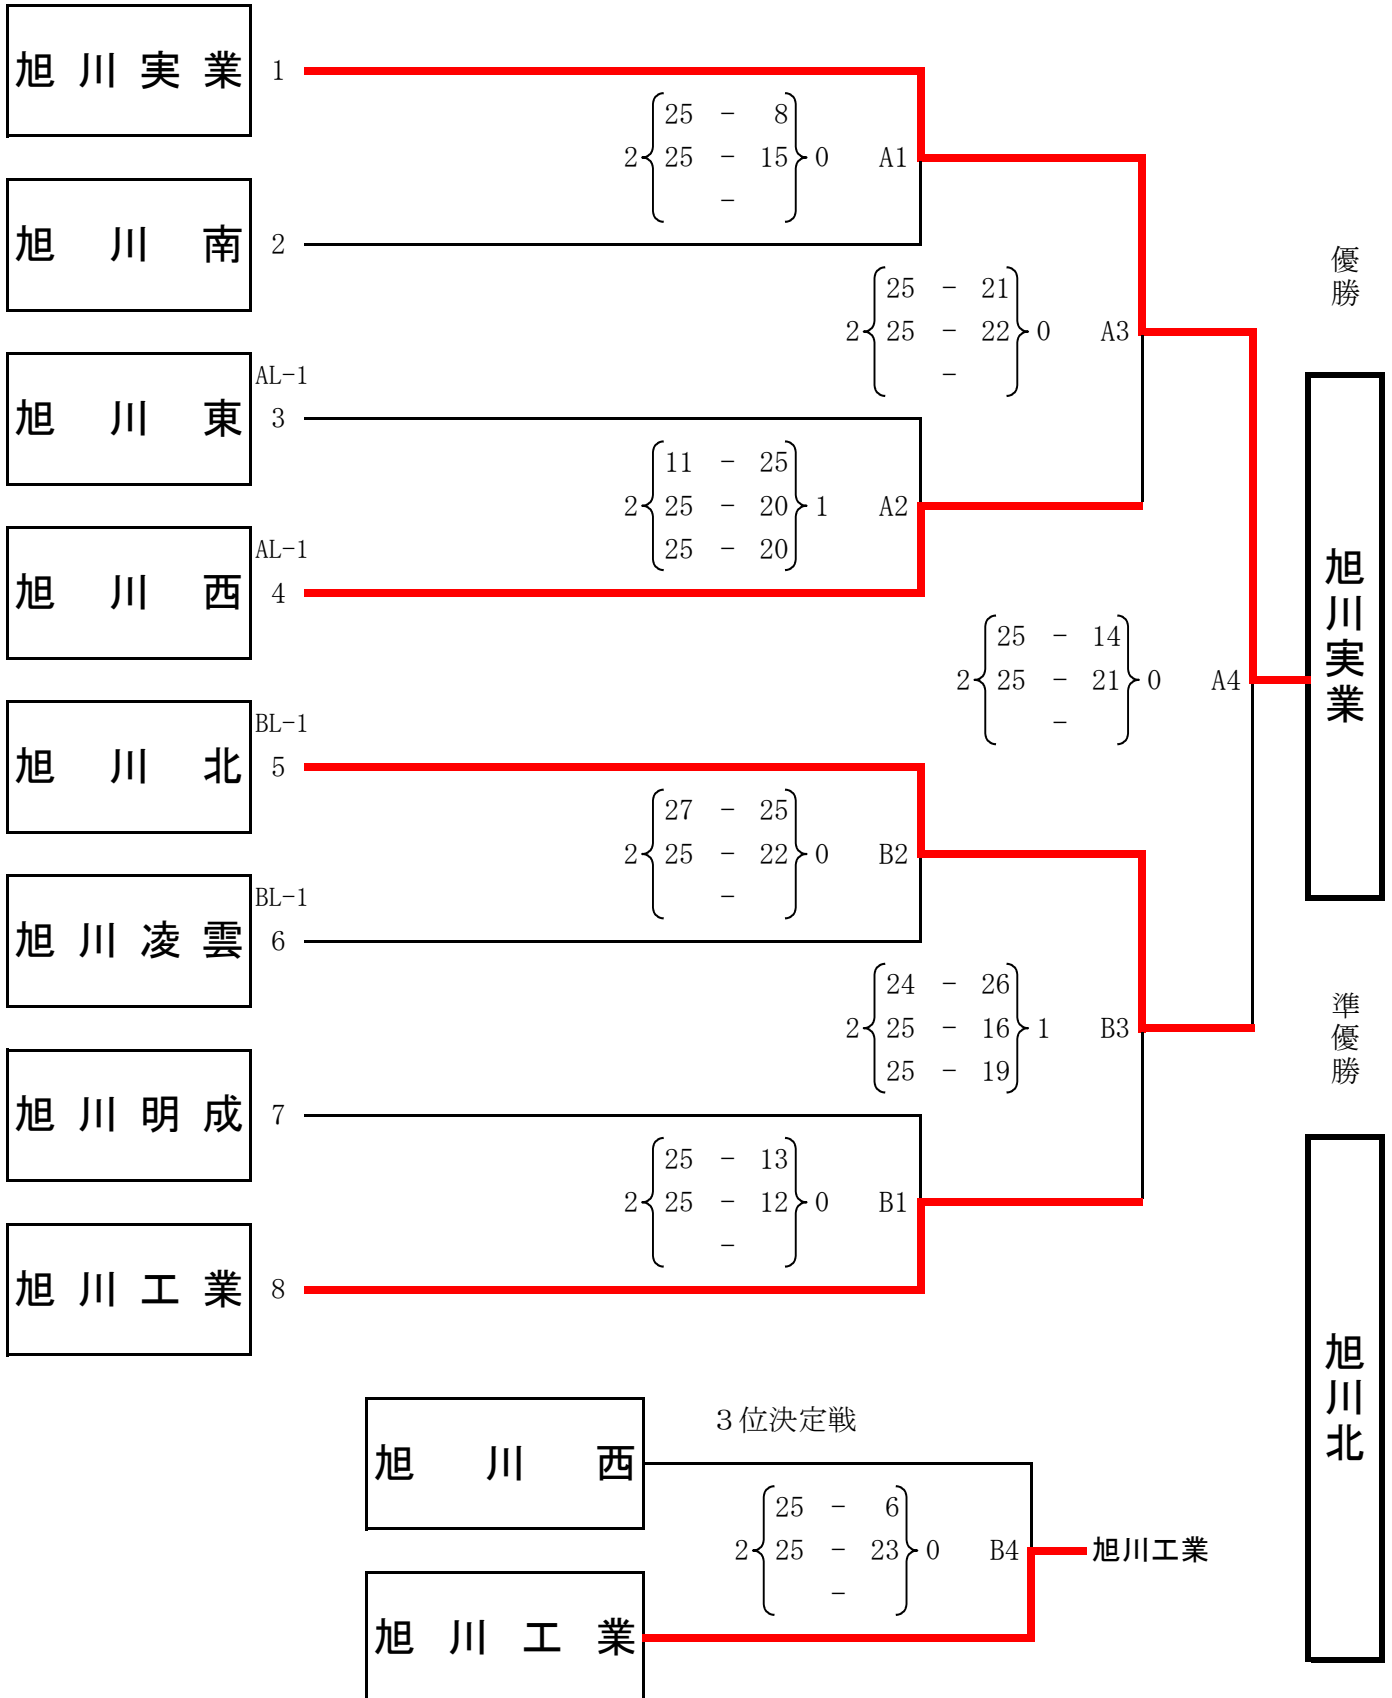 旭川実業 1
25 - 8
2 25 - 15 0 A1
-
旭川南 2
優勝
25 - 21
2 25 - 22 0 A3
-
AL-1
旭川東 3
11 - 25
2 25 - 20 1 A2
25 - 20
AL-1
旭川西 4
旭川実業
25 - 14
2 25 - 21 0 A4
-
BL-1
旭川北 5
27 - 25
2 25 - 22 0 B2
-
BL-1
旭川凌雲 6
24 - 26
2 25 - 16 1 B3
25 - 19
準優勝
旭川明成 7
25 - 13
2 25 - 12 0 B1
-
旭川工業 8
旭川北
3位決定戦
旭川西
25 - 6
2 25 - 23 0 B4 旭川工業
-
旭川工業